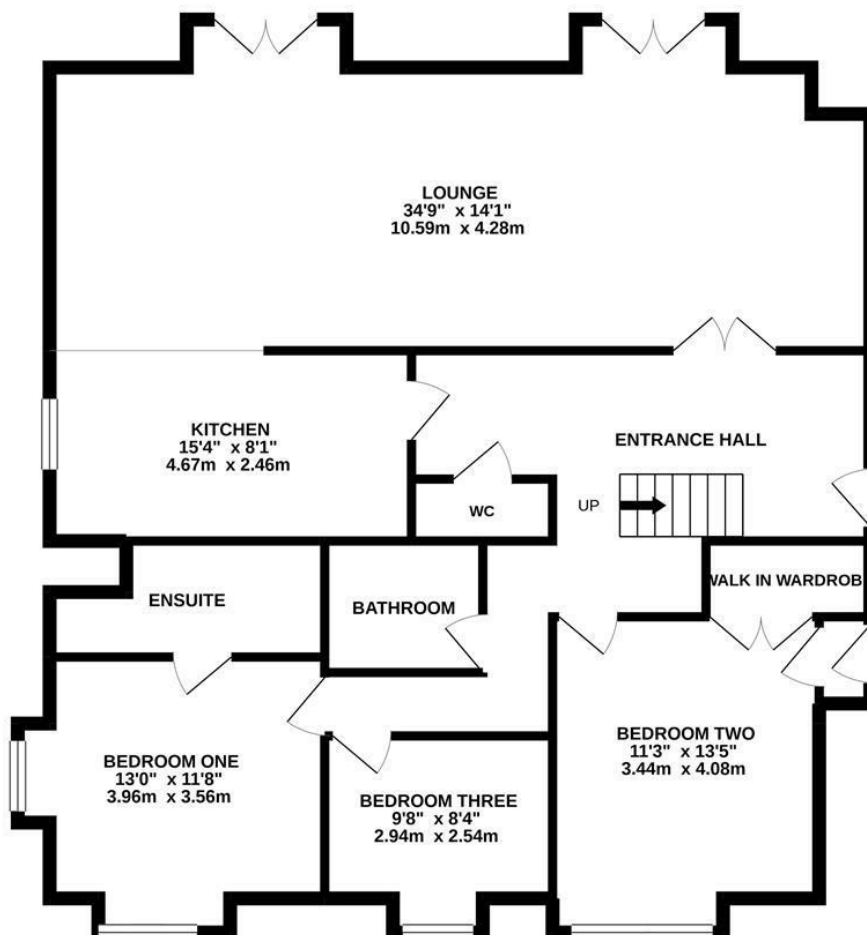 LOUNGE
34'9" x 14'1"
10.59m x 4.28m
KITCHEN
15'4" x 8'1"
4.67m x 2.46m
ENTRANCE HALL
WC
UP
WALK IN WARDROB
ENSUITE
BATHROOM
BEDROOM ONE
13'0" x 11'8"
3.96m x 3.56m
BEDROOM TWO
11'3" x 13'5"
3.44m x 4.08m
BEDROOM THREE
9'8" x 8'4"
2.94m x 2.54m